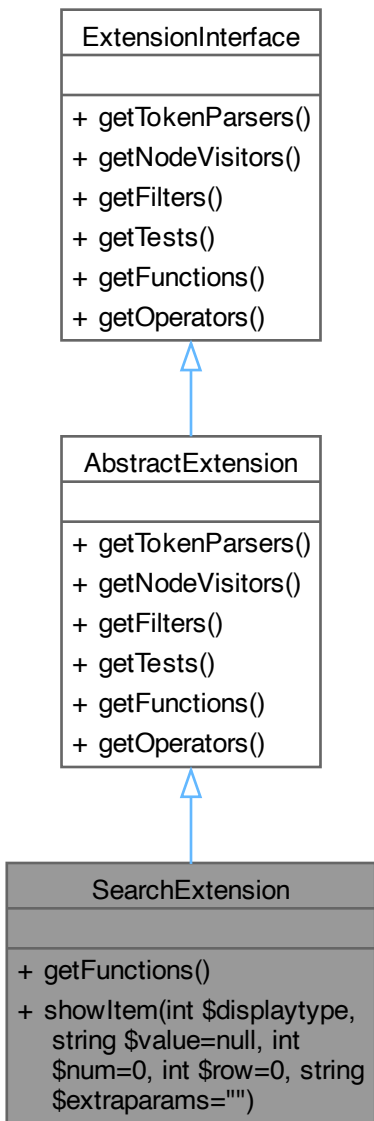 ExtensionInterface
+ getTokenParsers()
+ getNodeVisitors()
+ getFilters()
+ getTests()
+ getFunctions()
+ getOperators()
AbstractExtension
+ getTokenParsers()
+ getNodeVisitors()
+ getFilters()
+ getTests()
+ getFunctions()
+ getOperators()
SearchExtension
+ getFunctions()
+ showItem(int $displaytype,
string $value=null, int
$num=0, int $row=0, string
$extraparams="")